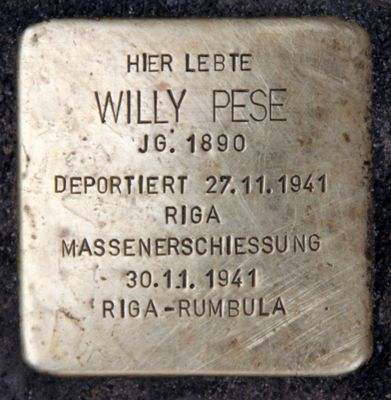 HIER LEBTE
WILLY PESE
JG. 1890
DEPORTIERT 27.11.1941
RIGA
MASSENERSCHIESSUNG
30.11.1941
RIGA-RUMBULA